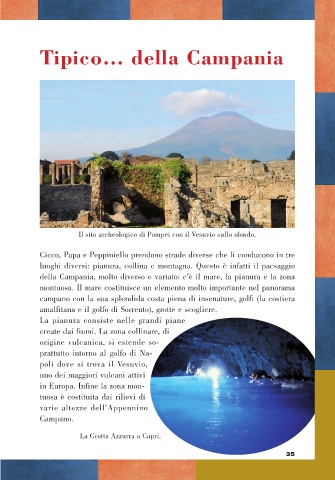 Tipico... della Campania
Il sito archeologico di Pompei con il Vesuvio sullo sfondo.
Cicco, Papa e Peppiniello prendono strade diverse che li conducono in tre
luoghi diversi: pianura, collina e montagna. Questo è infatti il paesaggio
della Campania, molto diverso e variato: c'è il mare, la pianura e la zona
montuosa. Il mare costituisce un elemento molto importante nel panorama
campano con la sua splendida costa piena di insenature, golfi (la costiera
amalfitana e il golfo di Sorrento), grotte e scogliere.
La pianura consiste nelle grandi piane
create dai fiumi. La zona collinare, di
origine vulcanica, si estende so-
prattutto intorno al golfo di Na-
poli dove si trova il Vesuvio,
uno dei maggiori vulcani attivi
in Europa. Infine la zona mon-
tuosa è costituita dai rilievi di
varie altezze dell'Appennino
Campano.
La Grotta Azzurra a Capri.
35